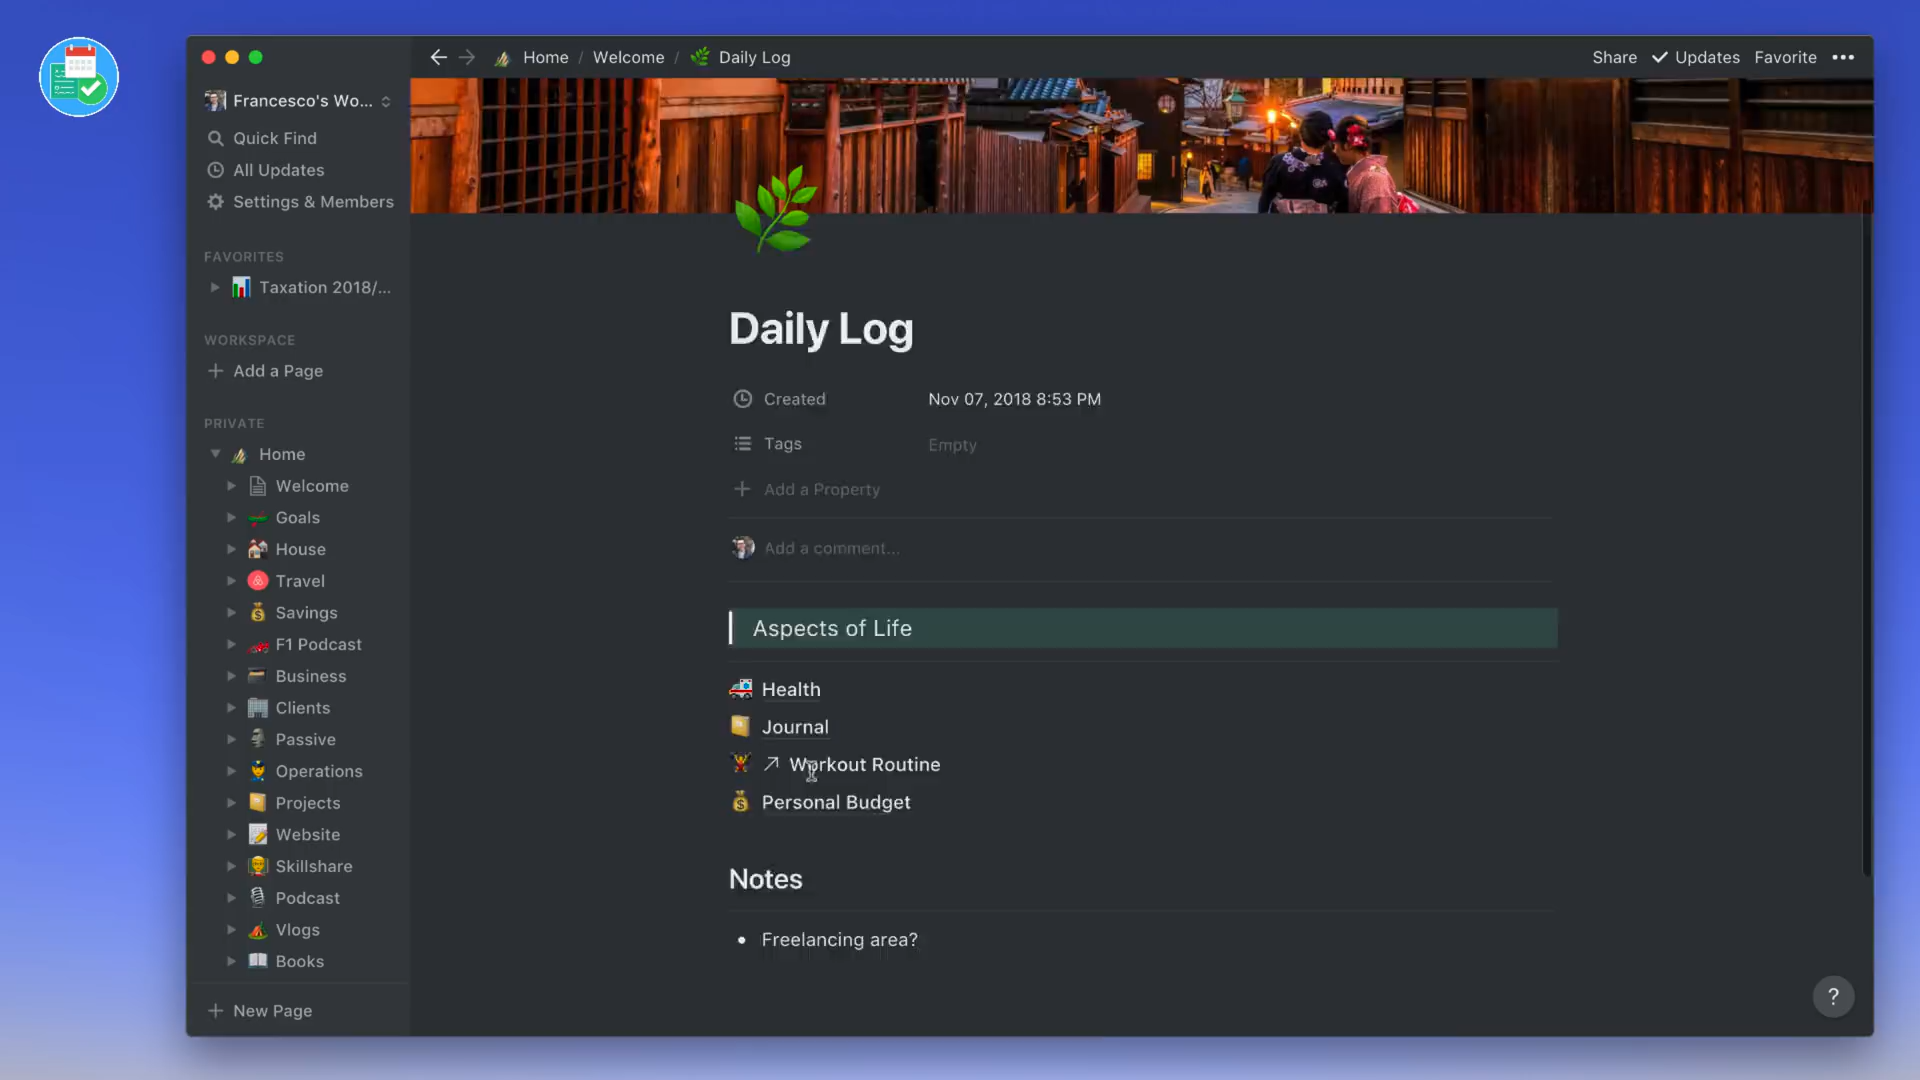 Home / Welcome / Daily Log
Share Updates Favorite
Francesco's Wo...
Quick Find
All Updates
Settings & Members
FAVORITES
Taxation 2018/...
WORKSPACE
Add a Page
PRIVATE
Home
Welcome
Goals
House
Travel
Savings
F1 Podcast
Business
Clients
Passive
Operations
Projects
Website
Skillshare
Podcast
Vlogs
Books
New Page
Daily Log
Created Nov 07, 2018 8:53 PM
Tags Empty
Add a Property
Add a comment...
Aspects of Life
Health
Journal
Workout Routine
Personal Budget
Notes
• Freelancing area?
?